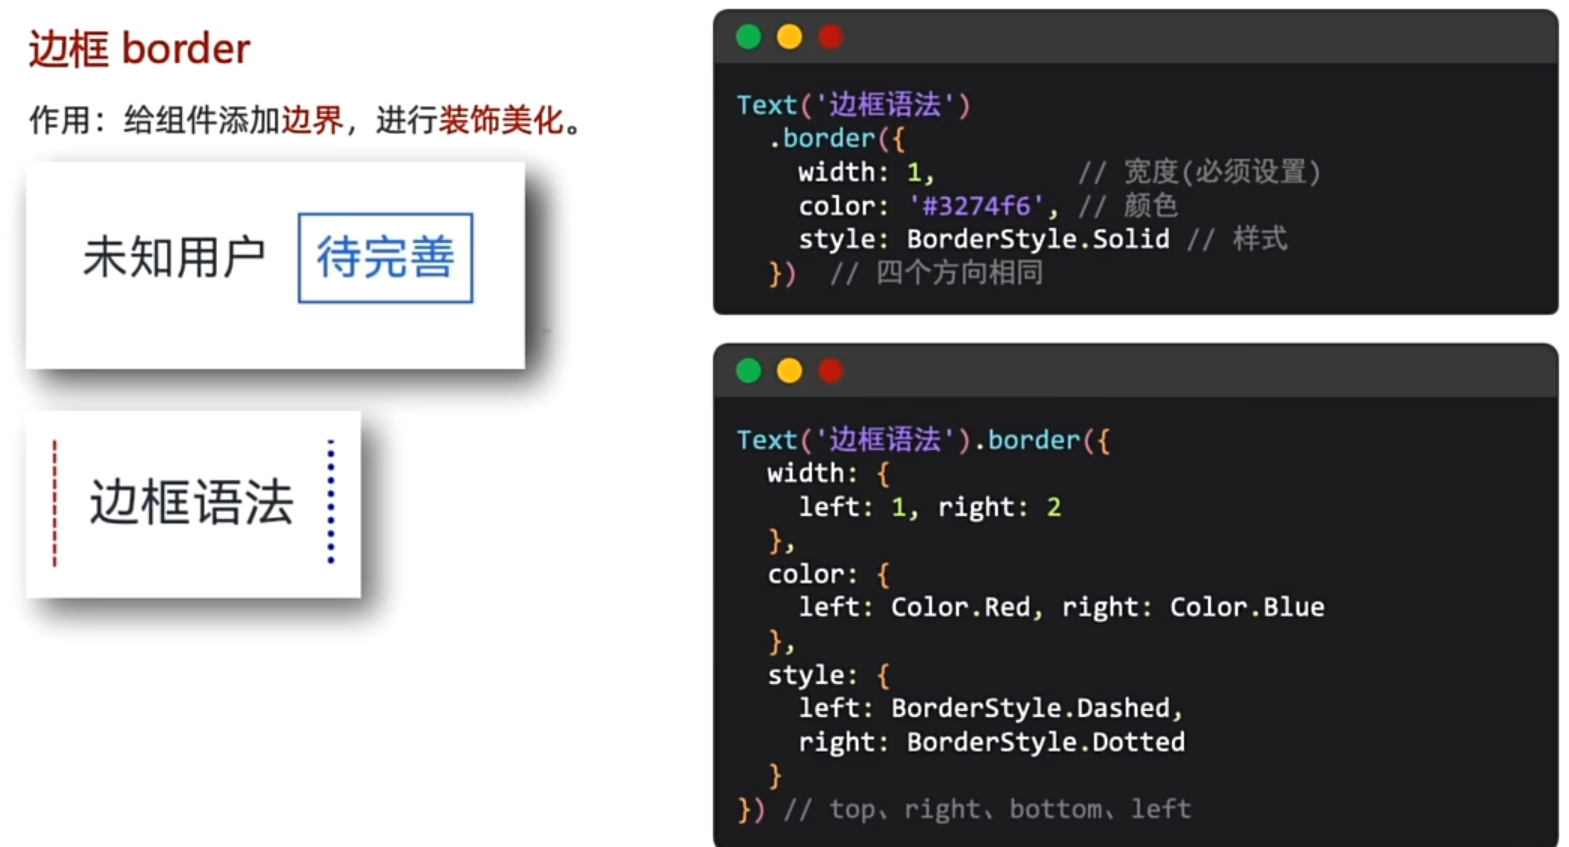 边框 border
作用：给组件添加边界，进行装饰美化。
未知用户 待完善
边框语法
Text('边框语法')
  .border({
    width: 1,         // 宽度(必须设置)
    color: '#3274f6', // 颜色
    style: BorderStyle.Solid // 样式
  })  // 四个方向相同
Text('边框语法').border({
  width: {
    left: 1, right: 2
  },
  color: {
    left: Color.Red, right: Color.Blue
  },
  style: {
    left: BorderStyle.Dashed,
    right: BorderStyle.Dotted
  }
}) // top、right、bottom、left